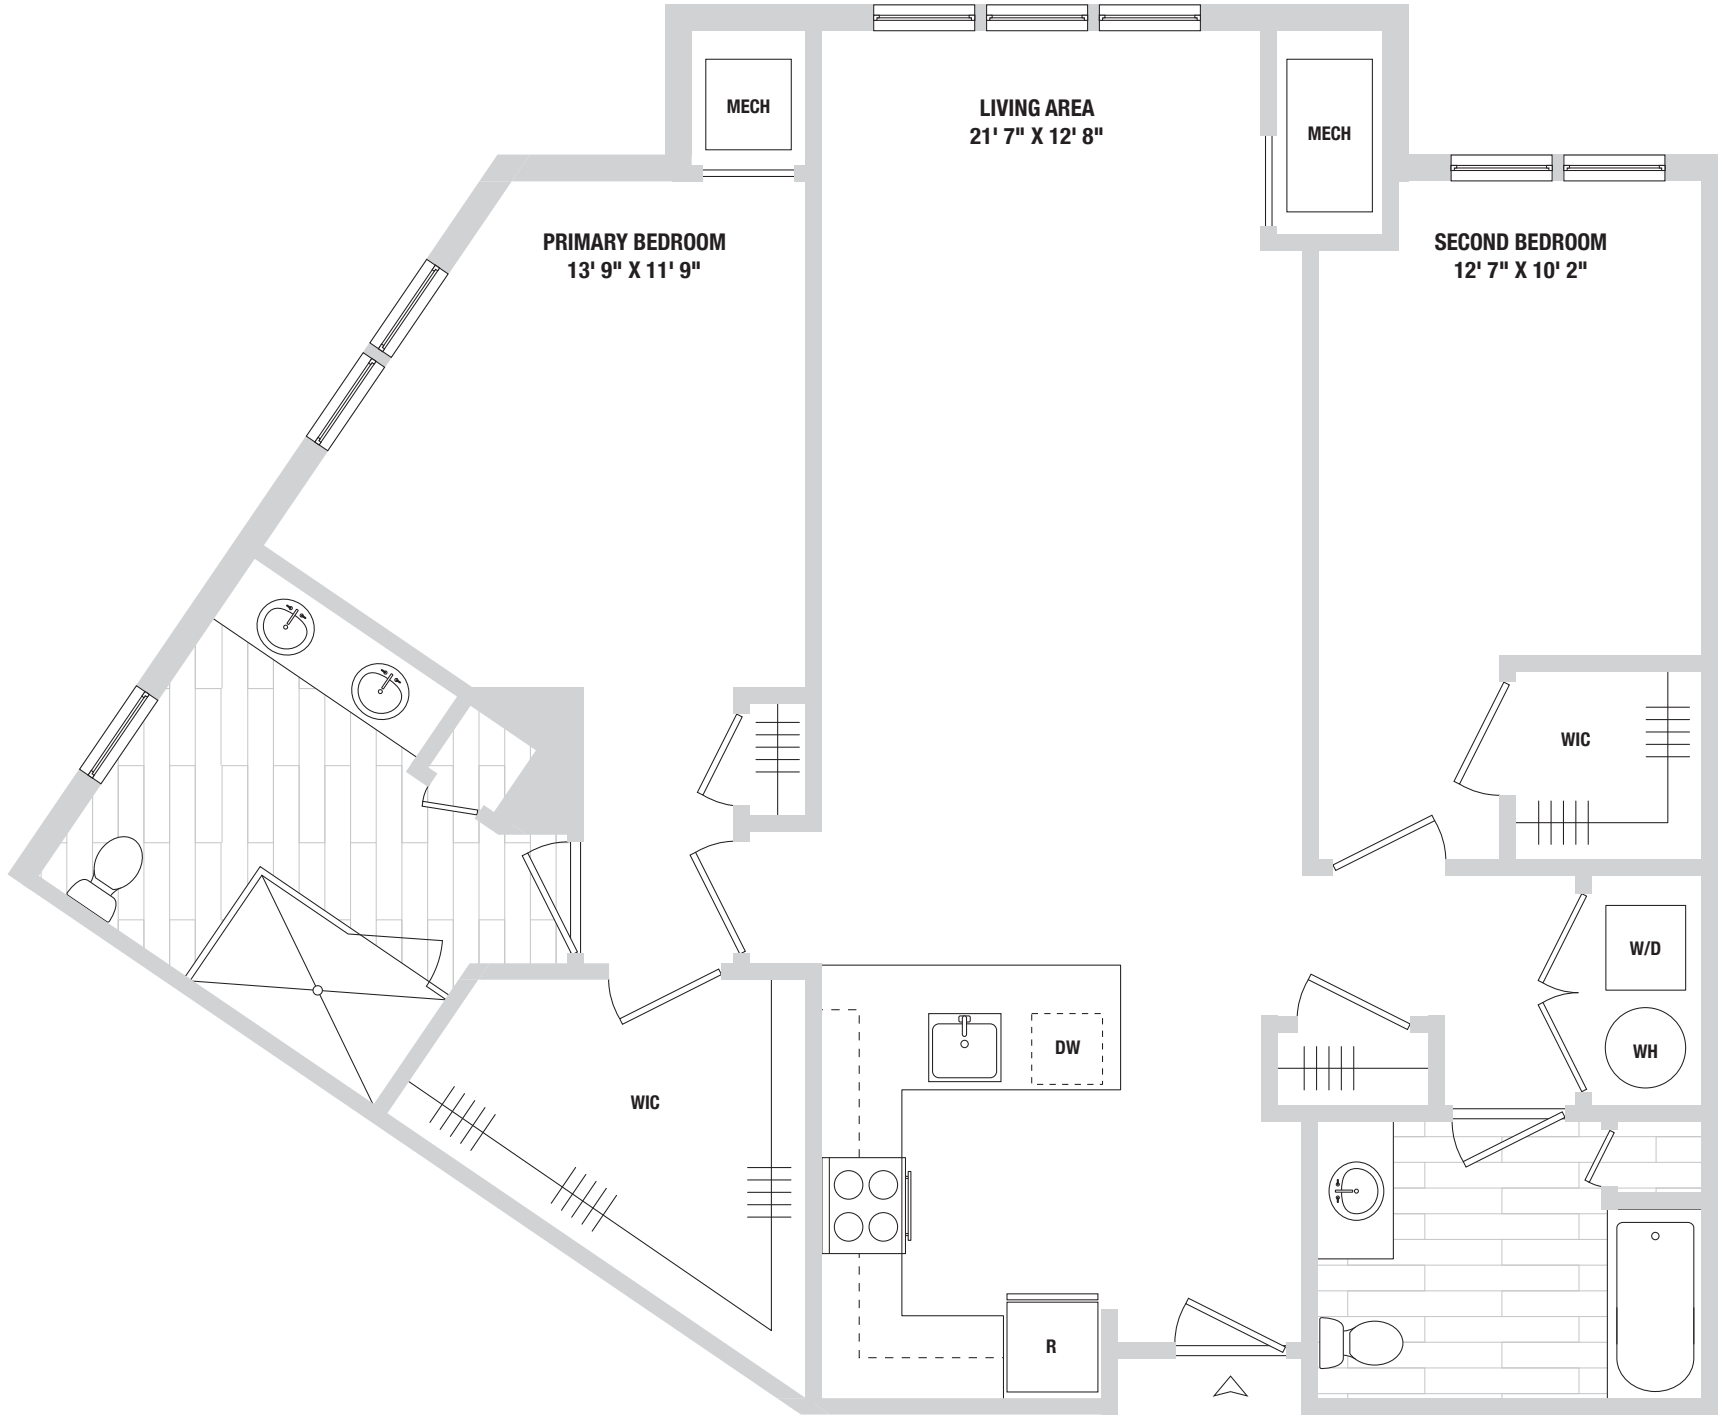 MECH
LIVING AREA
21' 7" X 12' 8"
MECH
PRIMARY BEDROOM
13' 9" X 11' 9"
SECOND BEDROOM
12' 7" X 10' 2"
WIC
W/D
DW
WH
WIC
R